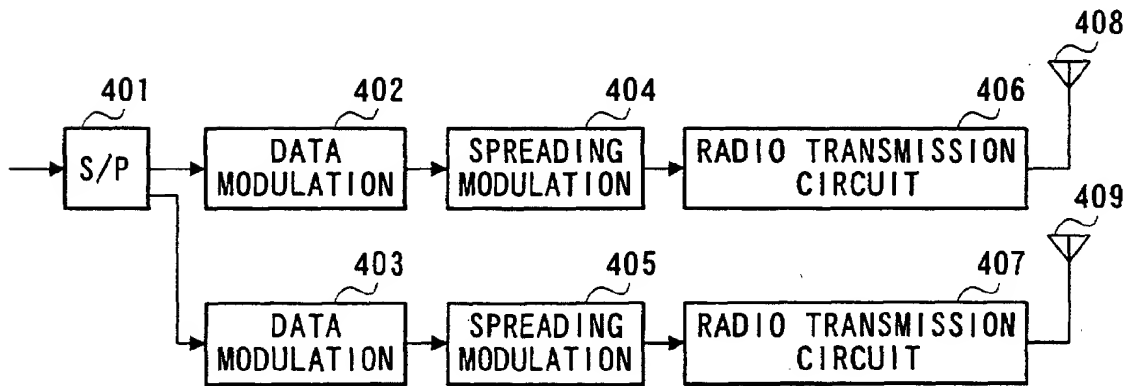 408
401
402
404
406
S/P
DATA
MODULATION
SPREADING
MODULATION
RADIO TRANSMISSION
CIRCUIT
409
403
405
407
DATA
MODULATION
SPREADING
MODULATION
RADIO TRANSMISSION
CIRCUIT